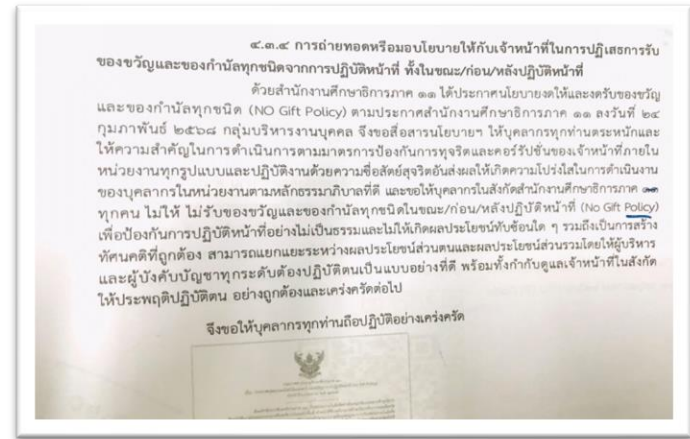 ๔.๓.๔ การถ่ายทอดหรือมอบโยบายให้กับเจ้าหน้าที่ในการปฏิเสธการรับ
ของขวัญและของกำนัลทุกชนิดจากการปฏิบัติหน้าที่ ทั้งในขณะ/ก่อน/หลังปฏิบัติหน้าที่
ด้วยสำนักงานศึกษาธิการภาค ๑๑ ได้ประกาศนโยบายงดให้และงดรับของขวัญ
และของกำนัลทุกชนิด (NO Gift Policy) ตามประกาศสำนักงานศึกษาธิการภาค ๑๑ ลงวันที่ ๒๔
กุมภาพันธ์ ๒๕๖๘ กลุ่มบริหารงานบุคคล จึงขอสื่อสารนโยบายฯ ให้บุคลากรทุกท่านตระหนักและ
ให้ความสำคัญในการดำเนินการตามมาตรการป้องกันการทุจริตและคอร์รัปชั่นของเจ้าหน้าที่ภายใน
หน่วยงานทุกรูปแบบและปฏิบัติงานด้วยความซื่อสัตย์สุจริตอันส่งผลให้เกิดความโปร่งใสในการดำเนินงาน
ของบุคลากรในหน่วยงานตามหลักธรรมาภิบาลที่ดี และขอให้บุคลากรในสังกัดสำนักงานศึกษาธิการภาค ๑๑
ทุกคน ไม่ให้ ไม่รับของขวัญและของกำนัลทุกชนิดในขณะ/ก่อน/หลังปฏิบัติหน้าที่ (No Gift Policy)
เพื่อป้องกันการปฏิบัติหน้าที่อย่างไม่เป็นธรรมและไม่ให้เกิดผลประโยชน์ทับซ้อนใด ๆ รวมถึงเป็นการสร้าง
ทัศนคติที่ถูกต้อง สามารถแยกแยะระหว่างผลประโยชน์ส่วนตนและผลประโยชน์ส่วนรวมโดยให้ผู้บริหาร
และผู้บังคับบัญชาทุกระดับต้องปฏิบัติตนเป็นแบบอย่างที่ดี พร้อมทั้งกำกับดูแลเจ้าหน้าที่ในสังกัด
ให้ประพฤติปฏิบัติตน อย่างถูกต้องและเคร่งครัดต่อไป
จึงขอให้บุคลากรทุกท่านถือปฏิบัติอย่างเคร่งครัด